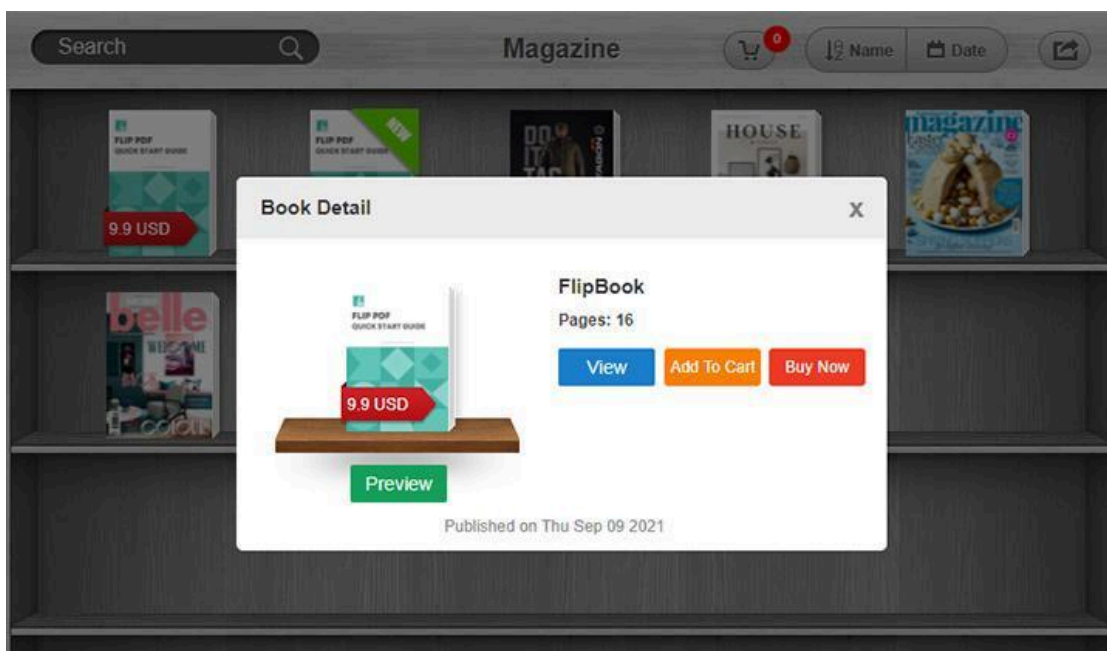 Search
Magazine
0
Name
Date
FLIP PDF
QUICK START GUIDE
9.9 USD
FLIP PDF
QUICK START GUIDE
NEW
DO
IT
HOUSE
magazine
belle
Book Detail
X
FLIP PDF
QUICK START GUIDE
9.9 USD
Preview
FlipBook
Pages: 16
View
Add To Cart
Buy Now
Published on Thu Sep 09 2021